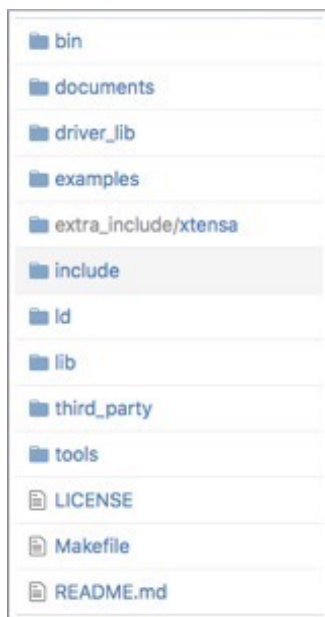 bin
documents
driver_lib
examples
extra_include/xtensa
include
ld
lib
third_party
tools
LICENSE
Makefile
README.md